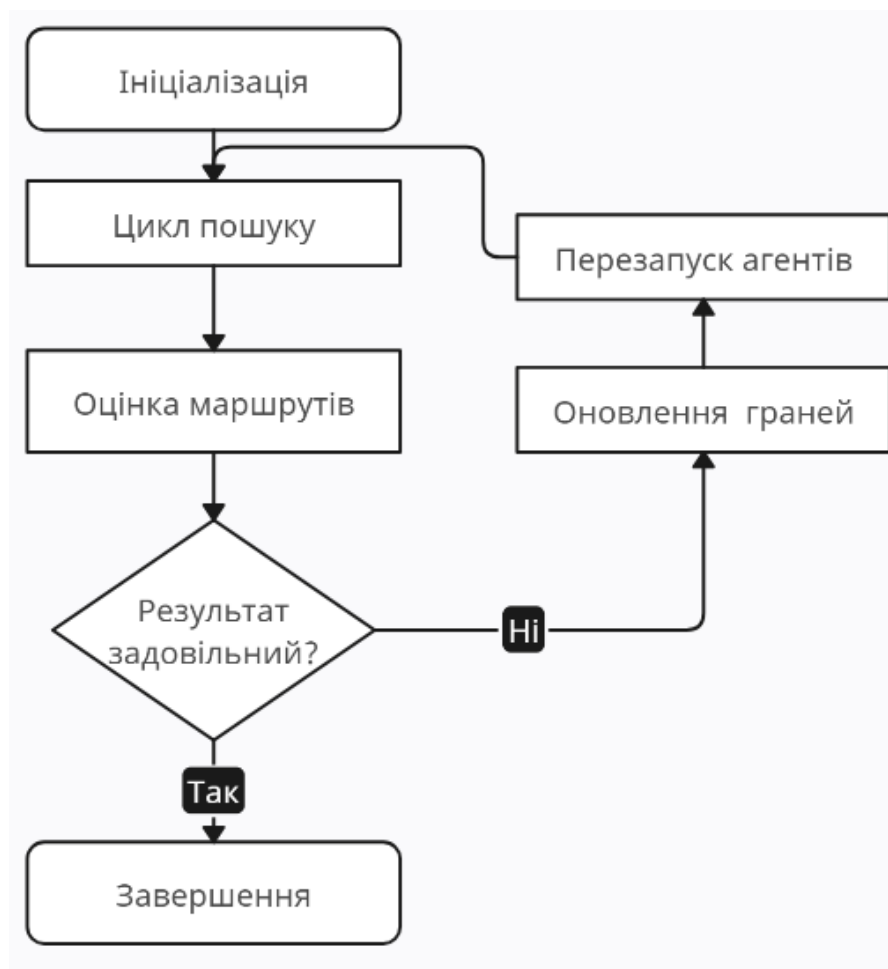 Ініціалізація
Цикл пошуку
Перезапуск агентів
Оцінка маршрутів
Оновлення  граней
Результат
задовільний?
Ні
Так
Завершення